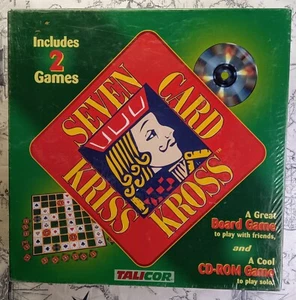 Includes
2
Games
SEVEN
CARD
KRISS
KROSS
A Great
Board Game
to play with friends,
and
A Cool
CD-ROM Game
to play solo.
TALICOR